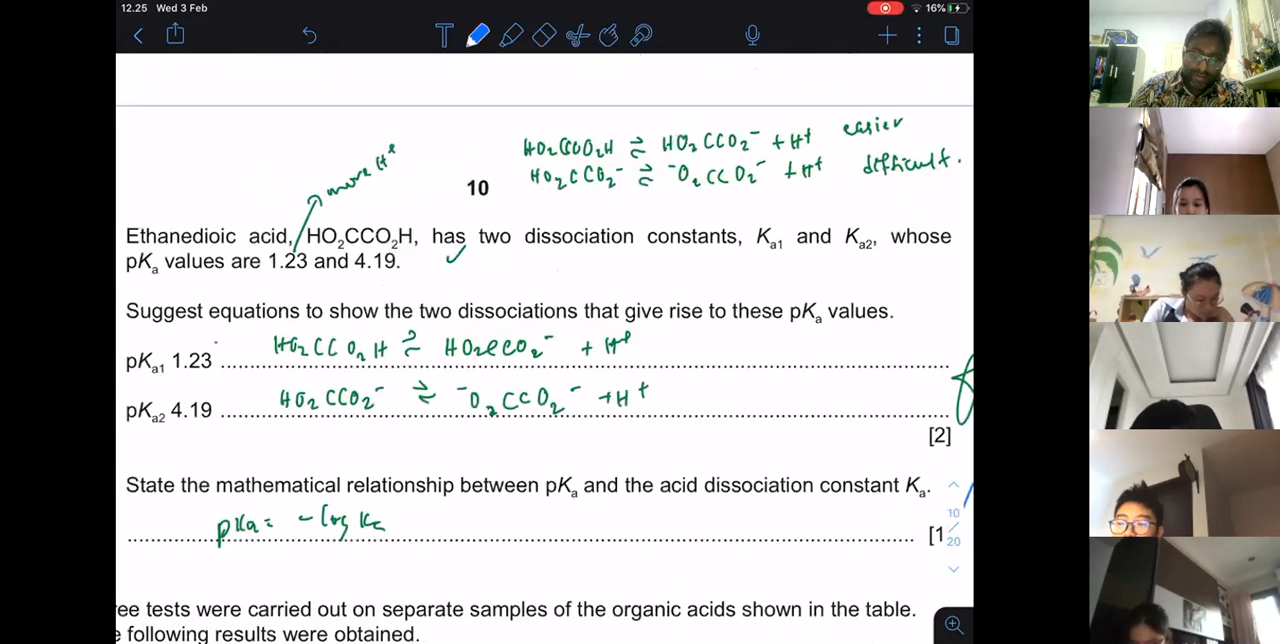 12.25 Wed 3 Feb
16%
T
HO2CCO2H ⇌ HO2CCO2⁻ + H⁺ easier
HO2CCO2⁻ ⇌ ⁻O2CCO2⁻ + H⁺ difficult.
more H⁺
10
Ethanedioic acid, HO2CCO2H, has two dissociation constants, Ka1 and Ka2, whose
pKa values are 1.23 and 4.19.
Suggest equations to show the two dissociations that give rise to these pKa values.
pKa1 1.23 HO2CCO2H ⇌ HO2CCO2⁻ + H⁺
pKa2 4.19 HO2CCO2⁻ ⇌ ⁻O2CCO2⁻ + H⁺
[2]
State the mathematical relationship between pKa and the acid dissociation constant Ka.
pKa = - log Ka
[1
10
20
ree tests were carried out on separate samples of the organic acids shown in the table.
e following results were obtained.